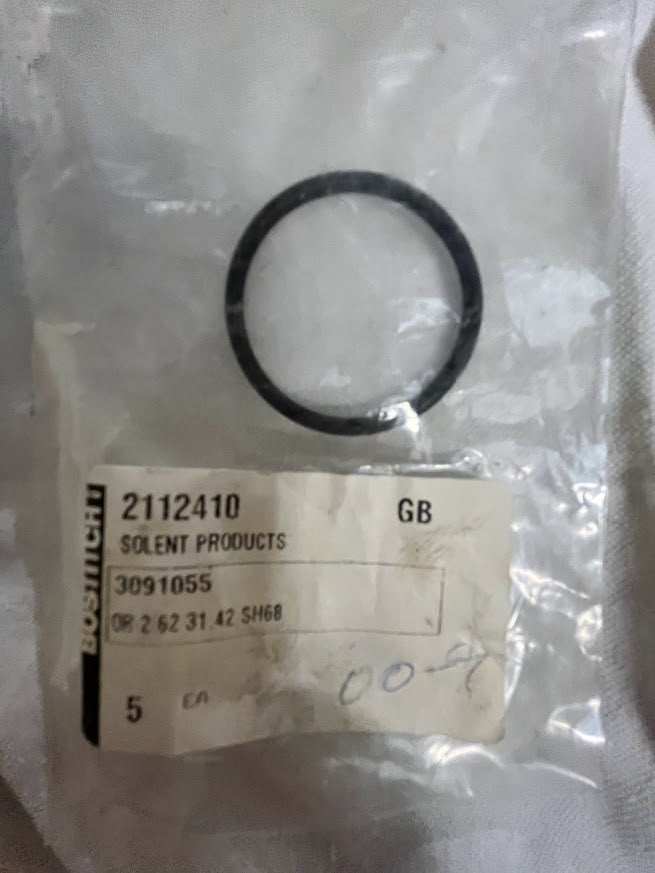 BOSTITCH
2112410 GB
SOLENT PRODUCTS
3091055
OR 2 62 31.42 SH68
5 EA